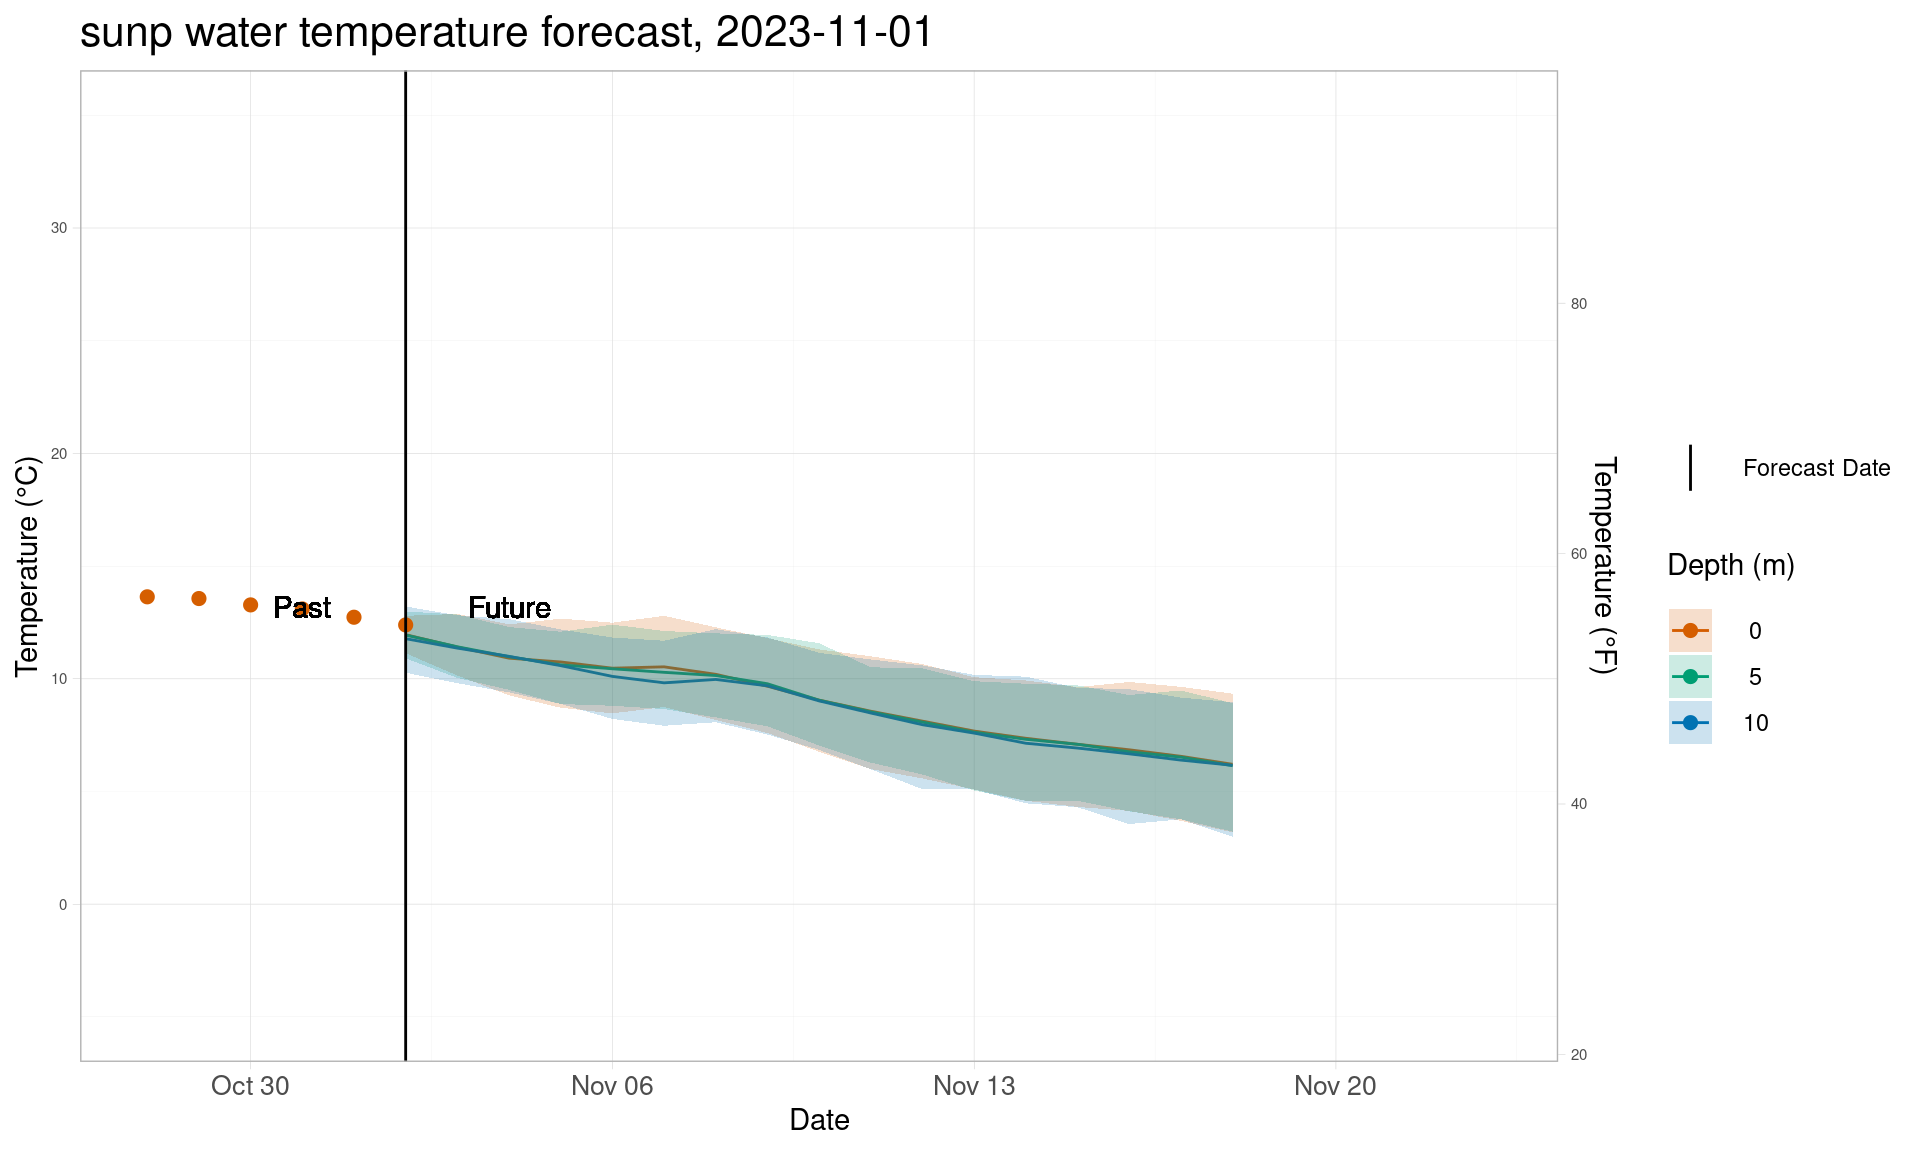 sunp water temperature forecast, 2023-11-01
30
20
10
0
Temperature (°C)
Past
Future
80
60
40
20
Temperature (°F)
Oct 30
Nov 06
Nov 13
Nov 20
Date
Forecast Date
Depth (m)
0
5
10